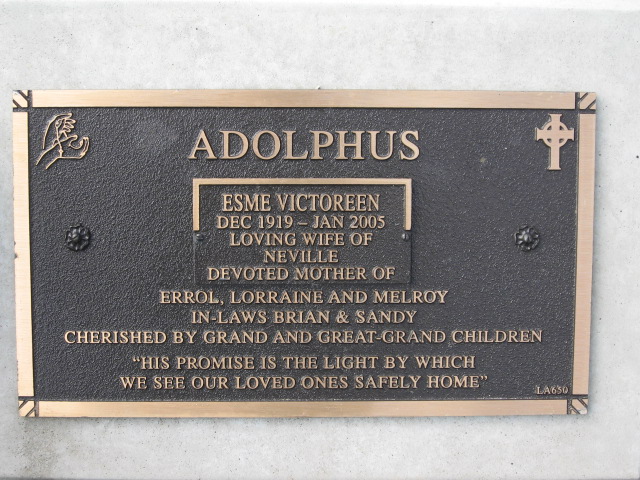 ADOLPHUS
ESME VICTOREEN
DEC 1919 – JAN 2005
LOVING WIFE OF
NEVILLE
DEVOTED MOTHER OF
ERROL, LORRAINE AND MELROY
IN-LAWS BRIAN & SANDY
CHERISHED BY GRAND AND GREAT-GRAND CHILDREN
“HIS PROMISE IS THE LIGHT BY WHICH
WE SEE OUR LOVED ONES SAFELY HOME”
LA650